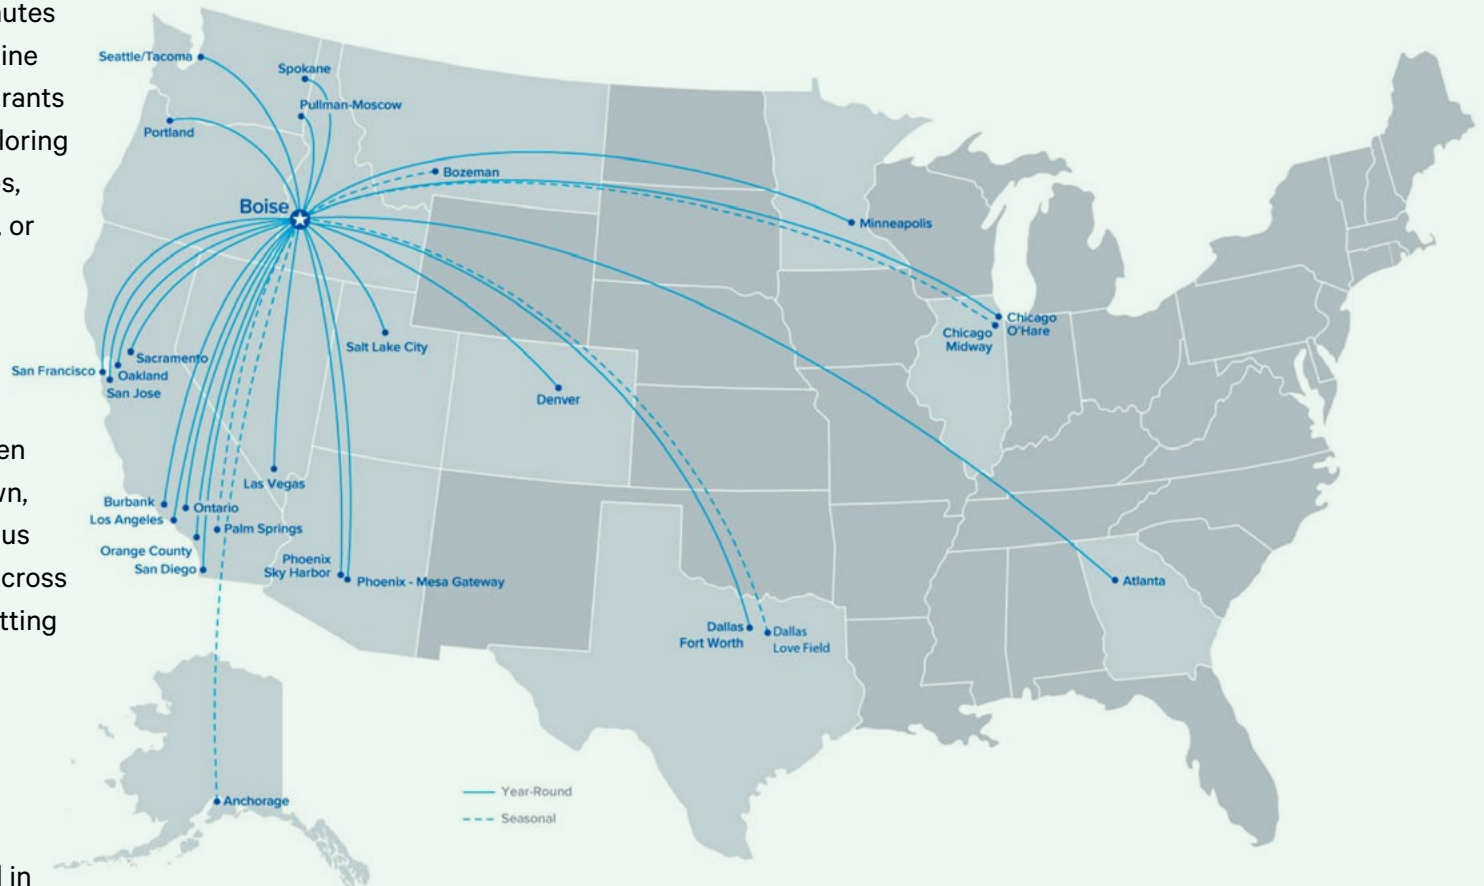 Seattle/Tacoma
Spokane
Pullman-Moscow
Portland
Bozeman
Boise
Minneapolis
Chicago
O'Hare
Chicago
Midway
Salt Lake City
Sacramento
San Francisco
Oakland
San Jose
Denver
Las Vegas
Burbank
Ontario
Los Angeles
Palm Springs
Orange County
San Diego
Phoenix
Sky Harbor
Phoenix - Mesa Gateway
Atlanta
Dallas
Fort Worth
Dallas
Love Field
Anchorage
Year-Round
Seasonal
utes
ine
rants
loring
s,
, or
en
vn,
us
cross
tting
in